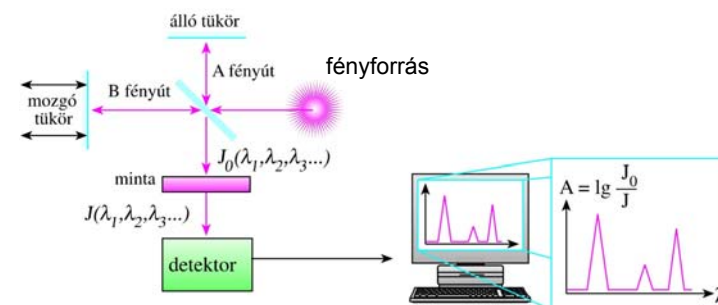 álló tükör
A fényút
fényforrás
B fényút
mozgó
tükör
J₀(λ₁,λ₂,λ₃...)
minta
J(λ₁,λ₂,λ₃...)
detektor
A = lg J₀/J